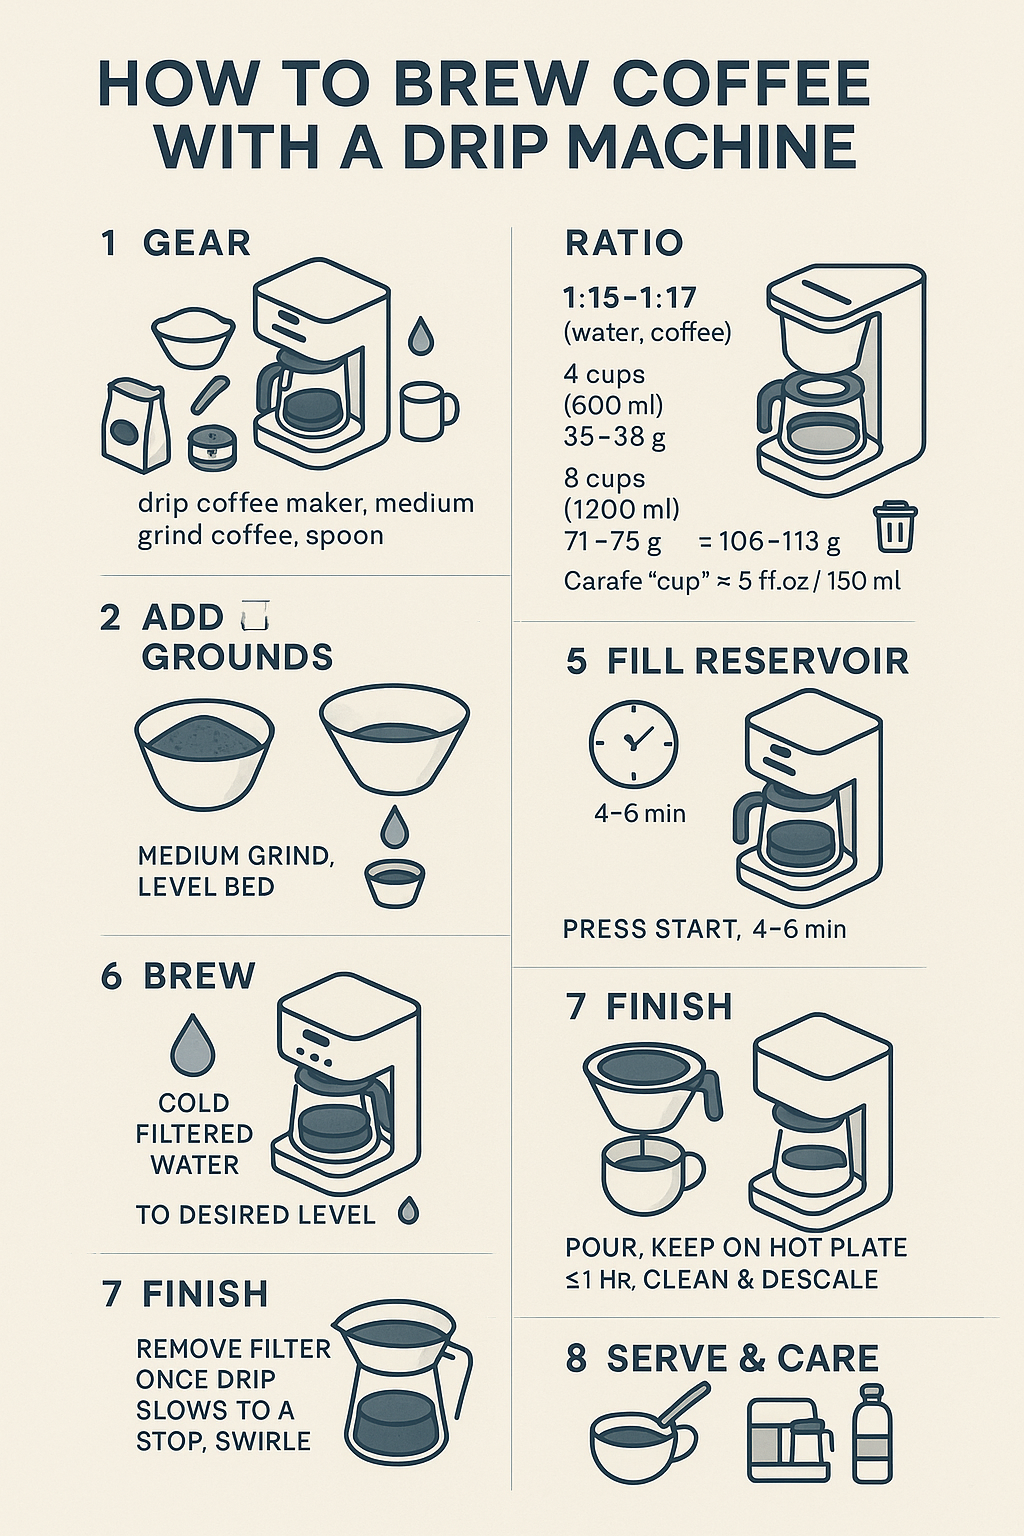 HOW TO BREW COFFEE
WITH A DRIP MACHINE
1 GEAR
drip coffee maker, medium
grind coffee, spoon
RATIO
1:15–1:17
(water, coffee)
4 cups
(600 ml)
35–38 g
8 cups
(1200 ml)
71–75 g = 106–113 g
Carafe “cup” ≈ 5 ff.oz / 150 ml
2 ADD
GROUNDS
MEDIUM GRIND,
LEVEL BED
5 FILL RESERVOIR
4–6 min
PRESS START, 4–6 min
6 BREW
COLD
FILTERED
WATER
TO DESIRED LEVEL
7 FINISH
POUR, KEEP ON HOT PLATE
≤1 HR, CLEAN & DESCALE
7 FINISH
REMOVE FILTER
ONCE DRIP
SLOWS TO A
STOP, SWIRLE
8 SERVE & CARE